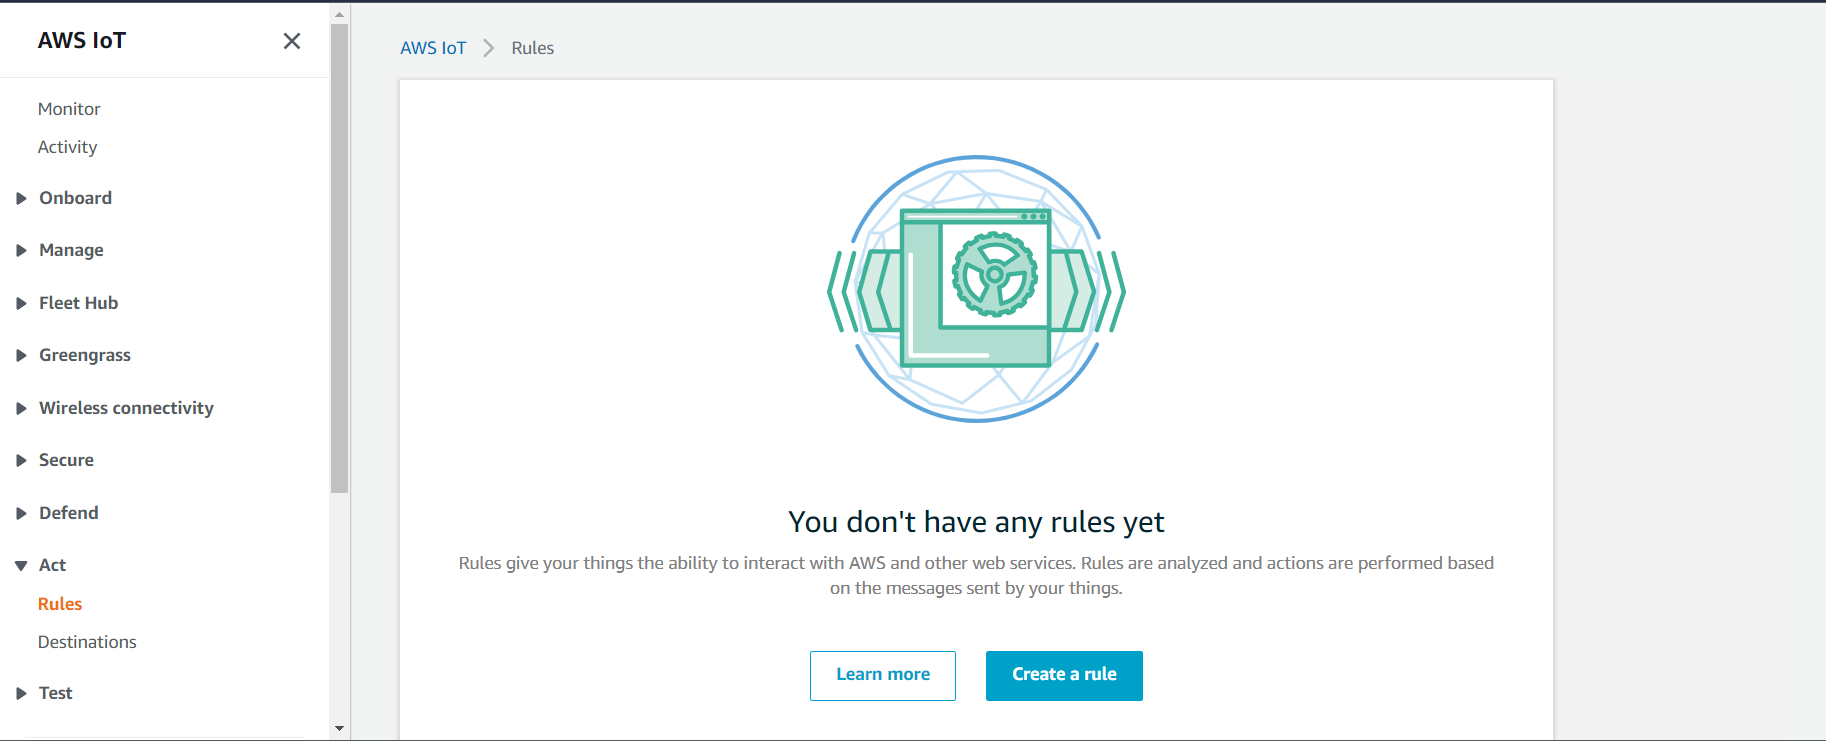 AWS IoT
Monitor
Activity
Onboard
Manage
Fleet Hub
Greengrass
Wireless connectivity
Secure
Defend
Act
Rules
Destinations
Test
AWS IoT
Rules
You don't have any rules yet
Rules give your things the ability to interact with AWS and other web services. Rules are analyzed and actions are performed based
on the messages sent by your things.
Learn more
Create a rule